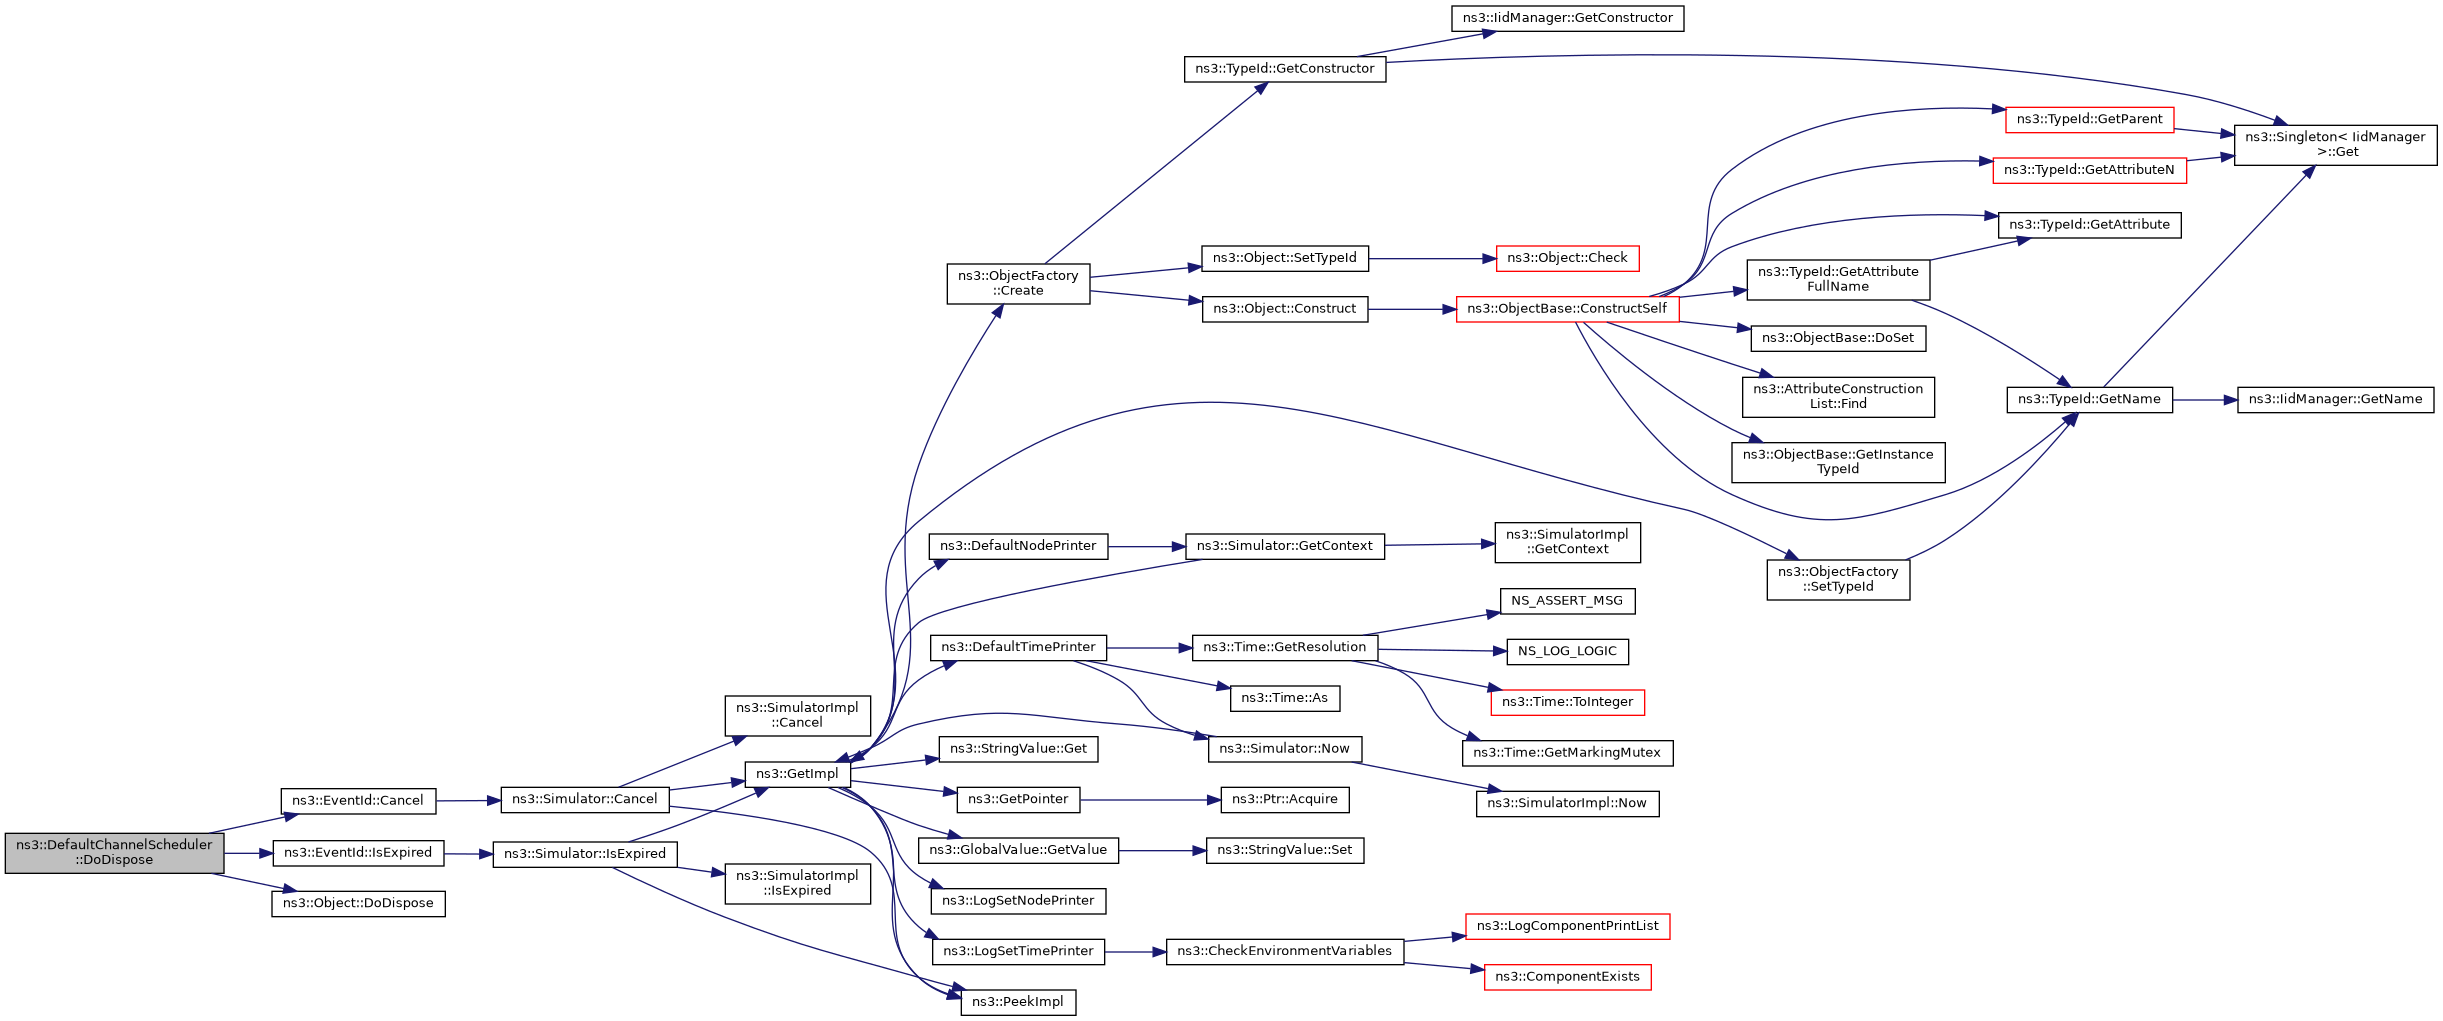 ns3::DefaultChannelScheduler
::DoDispose
ns3::EventId::Cancel
ns3::EventId::IsExpired
ns3::Object::DoDispose
ns3::Simulator::Cancel
ns3::Simulator::IsExpired
ns3::SimulatorImpl
::Cancel
ns3::GetImpl
ns3::SimulatorImpl
::IsExpired
ns3::ObjectFactory
::Create
ns3::DefaultNodePrinter
ns3::DefaultTimePrinter
ns3::StringValue::Get
ns3::GetPointer
ns3::GlobalValue::GetValue
ns3::LogSetNodePrinter
ns3::LogSetTimePrinter
ns3::PeekImpl
ns3::TypeId::GetConstructor
ns3::Object::SetTypeId
ns3::Object::Construct
ns3::Simulator::GetContext
ns3::Time::GetResolution
ns3::Time::As
ns3::Simulator::Now
ns3::Ptr::Acquire
ns3::StringValue::Set
ns3::CheckEnvironmentVariables
ns3::IidManager::GetConstructor
ns3::Object::Check
ns3::ObjectBase::ConstructSelf
ns3::SimulatorImpl
::GetContext
NS_ASSERT_MSG
NS_LOG_LOGIC
ns3::Time::ToInteger
ns3::Time::GetMarkingMutex
ns3::SimulatorImpl::Now
ns3::LogComponentPrintList
ns3::ComponentExists
ns3::TypeId::GetAttribute
FullName
ns3::ObjectBase::DoSet
ns3::AttributeConstruction
List::Find
ns3::ObjectBase::GetInstance
TypeId
ns3::ObjectFactory
::SetTypeId
ns3::TypeId::GetParent
ns3::TypeId::GetAttributeN
ns3::TypeId::GetAttribute
ns3::TypeId::GetName
ns3::Singleton< IidManager
>::Get
ns3::IidManager::GetName